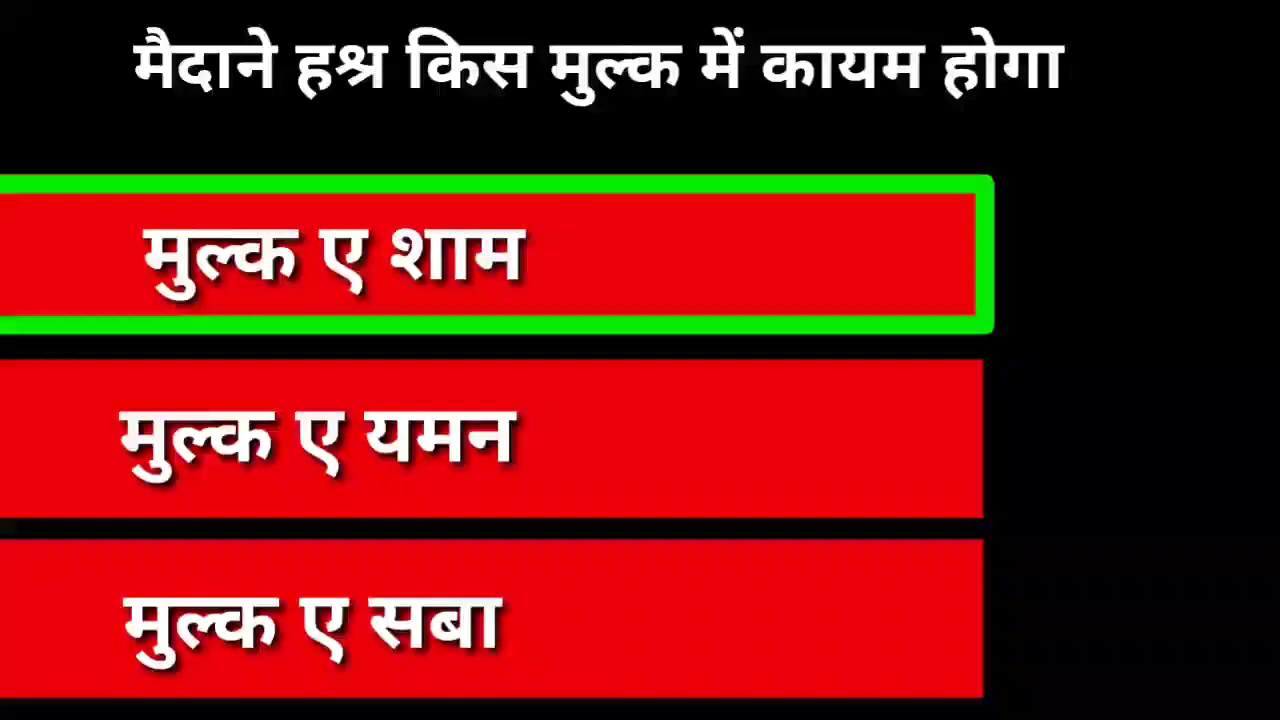 मैदाने हश्र किस मुल्क में कायम होगा
मुल्क ए शाम
मुल्क ए यमन
मुल्क ए सबा